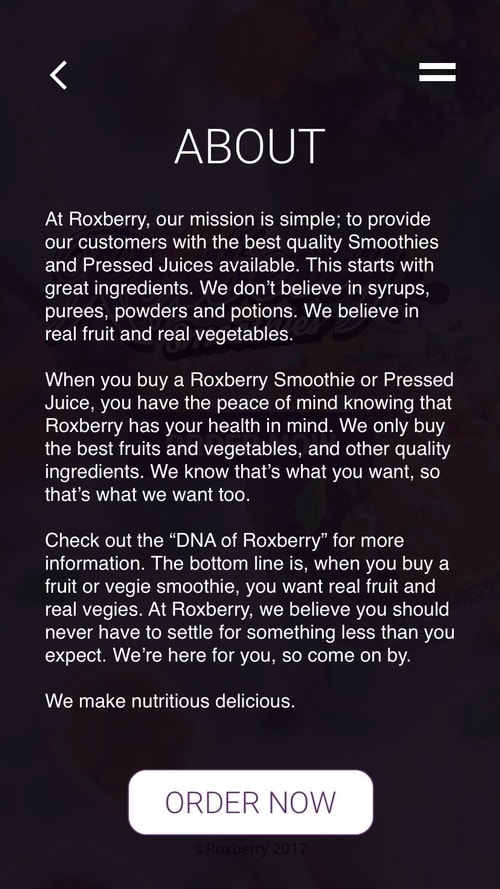 ABOUT
At Roxberry, our mission is simple; to provide
our customers with the best quality Smoothies
and Pressed Juices available. This starts with
great ingredients. We don’t believe in syrups,
purees, powders and potions. We believe in
real fruit and real vegetables.
When you buy a Roxberry Smoothie or Pressed
Juice, you have the peace of mind knowing that
Roxberry has your health in mind. We only buy
the best fruits and vegetables, and other quality
ingredients. We know that’s what you want, so
that’s what we want too.
Check out the “DNA of Roxberry” for more
information. The bottom line is, when you buy a
fruit or vegie smoothie, you want real fruit and
real vegies. At Roxberry, we believe you should
never have to settle for something less than you
expect. We’re here for you, so come on by.
We make nutritious delicious.
ORDER NOW
©Roxberry 2017